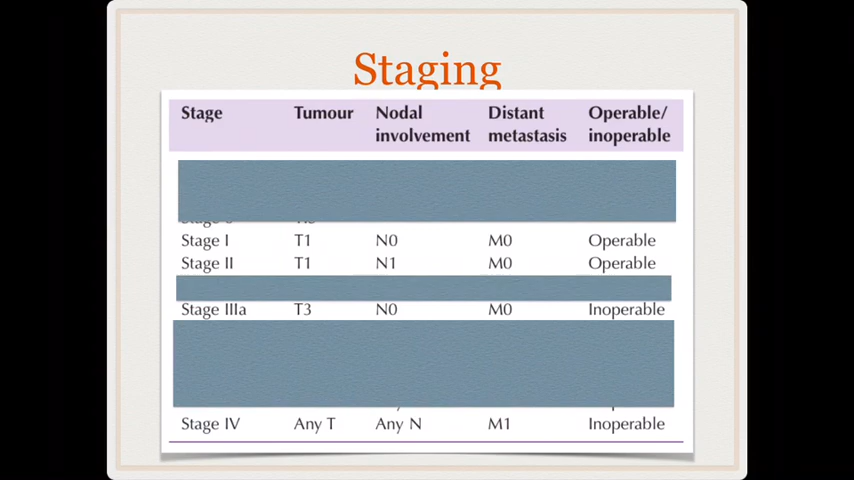 Staging
Stage Tumour Nodal involvement Distant metastasis Operable/ inoperable
Stage I T1 N0 M0 Operable
Stage II T1 N1 M0 Operable
Stage IIIa T3 N0 M0 Inoperable
Stage IV Any T Any N M1 Inoperable